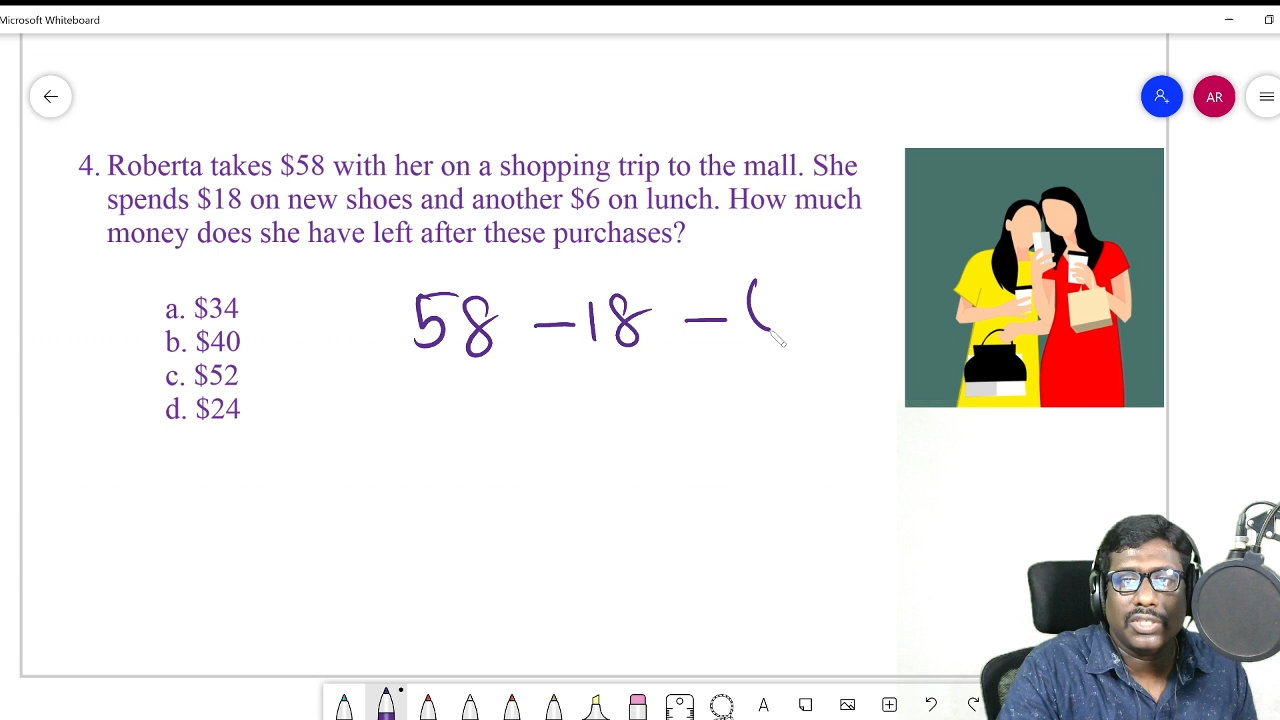 Microsoft Whiteboard
AR
4. Roberta takes $58 with her on a shopping trip to the mall. She
spends $18 on new shoes and another $6 on lunch. How much
money does she have left after these purchases?
a. $34
b. $40
c. $52
d. $24
58 – 18 – (
A